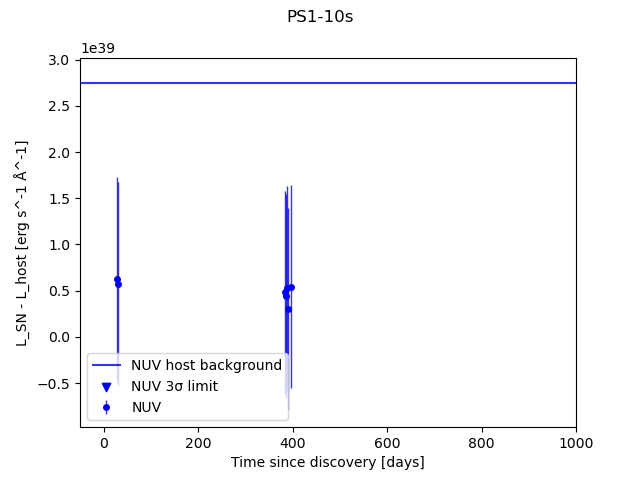 PS1-10s
1e39
3.0
2.5
2.0
1.5
1.0
0.5
0.0
−0.5
L_SN - L_host [erg s^-1 Å^-1]
NUV host background
NUV 3σ limit
NUV
0 200 400 600 800 1000
Time since discovery [days]